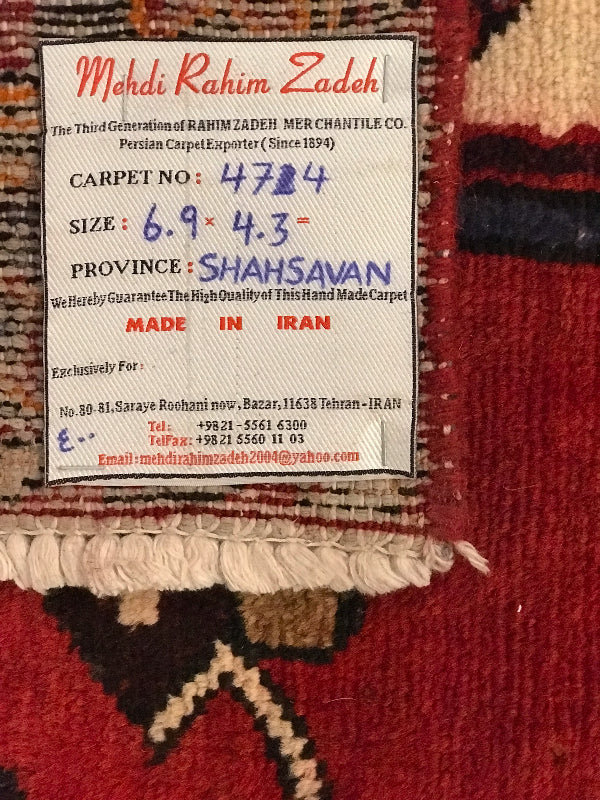 Mehdi Rahim Zadeh
The Third Generation of RAHIM ZADEH MERCHANTILE CO.
Persian Carpet Exporter (Since 1894)
CARPET NO: 4724
SIZE: 6.9 × 4.3 =
PROVINCE: SHAHSAVAN
We Hereby Guarantee The High Quality of This Hand Made Carpet
MADE IN IRAN
Exclusively For:
No.80-81, Saraye Roohani now, Bazar, 11638 Tehran-IRAN
٤٠٠
Tel: +9821-5561 6300
TelFax: +9821 5560 11 03
Email: mehdirahimzadeh2004@yahoo.com